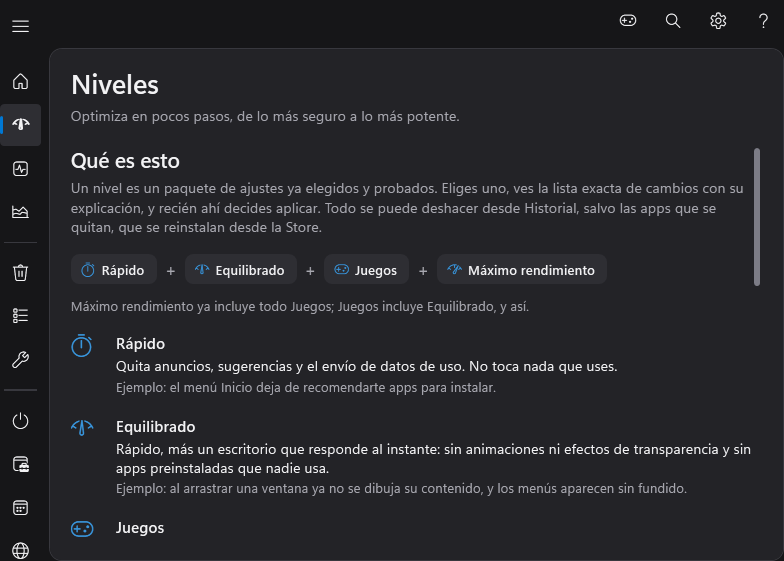 Niveles
Optimiza en pocos pasos, de lo más seguro a lo más potente.
Qué es esto
Un nivel es un paquete de ajustes ya elegidos y probados. Eliges uno, ves la lista exacta de cambios con su
explicación, y recién ahí decides aplicar. Todo se puede deshacer desde Historial, salvo las apps que se
quitan, que se reinstalan desde la Store.
Rápido + Equilibrado + Juegos + Máximo rendimiento
Máximo rendimiento ya incluye todo Juegos; Juegos incluye Equilibrado, y así.
Rápido
Quita anuncios, sugerencias y el envío de datos de uso. No toca nada que uses.
Ejemplo: el menú Inicio deja de recomendarte apps para instalar.
Equilibrado
Rápido, más un escritorio que responde al instante: sin animaciones ni efectos de transparencia y sin
apps preinstaladas que nadie usa.
Ejemplo: al arrastrar una ventana ya no se dibuja su contenido, y los menús aparecen sin fundido.
Juegos